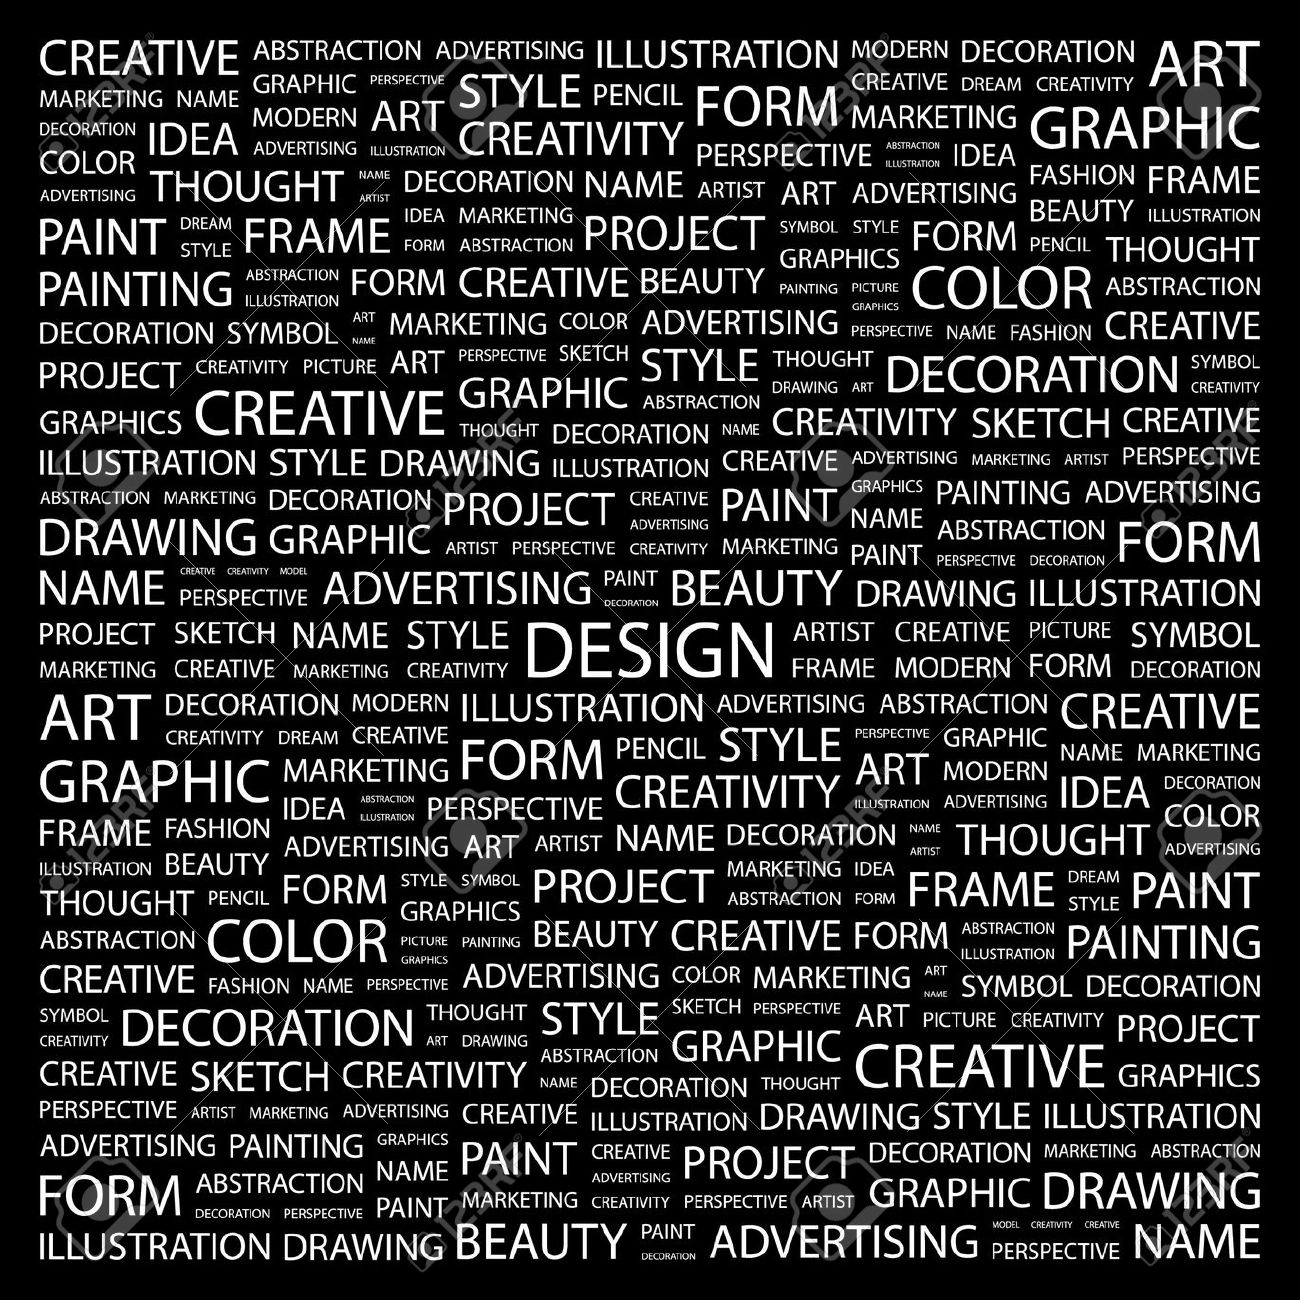 CREATIVE ABSTRACTION ADVERTISING ILLUSTRATION MODERN DECORATION ART
GRAPHIC PERSPECTIVE STYLE PENCIL FORM CREATIVE DREAM CREATIVITY
MARKETING NAME MODERN ART MARKETING GRAPHIC
DECORATION IDEA ADVERTISING ILLUSTRATION CREATIVITY PERSPECTIVE ABSTRACTION ILLUSTRATION IDEA
COLOR THOUGHT NAME ARTIST DECORATION NAME ARTIST ART ADVERTISING FASHION FRAME
ADVERTISING IDEA MARKETING BEAUTY ILLUSTRATION
PAINT DREAM STYLE FRAME FORM ABSTRACTION PROJECT SYMBOL STYLE FORM PENCIL THOUGHT
GRAPHICS
PAINTING ABSTRACTION ILLUSTRATION FORM CREATIVE BEAUTY PAINTING PICTURE GRAPHICS COLOR ABSTRACTION
DECORATION SYMBOL ART NAME MARKETING COLOR ADVERTISING PERSPECTIVE NAME FASHION CREATIVE
PROJECT CREATIVITY PICTURE ART PERSPECTIVE SKETCH STYLE THOUGHT DECORATION SYMBOL
GRAPHIC DRAWING ART CREATIVITY
GRAPHICS CREATIVE THOUGHT DECORATION ABSTRACTION NAME CREATIVITY SKETCH CREATIVE
ILLUSTRATION STYLE DRAWING ILLUSTRATION CREATIVE ADVERTISING MARKETING ARTIST PERSPECTIVE
ABSTRACTION MARKETING DECORATION PROJECT CREATIVE PAINT GRAPHICS PAINTING ADVERTISING
ADVERTISING NAME ABSTRACTION
DRAWING GRAPHIC ARTIST PERSPECTIVE CREATIVITY MARKETING PAINT PERSPECTIVE DECORATION FORM
NAME CREATIVE CREATIVITY MODEL PERSPECTIVE ADVERTISING PAINT DECORATION BEAUTY DRAWING ILLUSTRATION
PROJECT SKETCH NAME STYLE DESIGN ARTIST CREATIVE PICTURE SYMBOL
MARKETING CREATIVE MARKETING CREATIVITY FRAME MODERN FORM DECORATION
ART DECORATION MODERN ILLUSTRATION ADVERTISING ABSTRACTION CREATIVE
CREATIVITY DREAM CREATIVE FORM PENCIL STYLE PERSPECTIVE GRAPHIC NAME MARKETING
GRAPHIC MARKETING CREATIVITY ART MODERN IDEA DECORATION
IDEA ABSTRACTION ILLUSTRATION PERSPECTIVE ILLUSTRATION ADVERTISING COLOR
FRAME FASHION ADVERTISING ART ARTIST NAME DECORATION NAME ARTIST THOUGHT ADVERTISING
ILLUSTRATION BEAUTY MARKETING IDEA
THOUGHT PENCIL FORM STYLE SYMBOL PROJECT ABSTRACTION FORM FRAME DREAM STYLE PAINT
GRAPHICS
ABSTRACTION COLOR PICTURE GRAPHICS PAINTING BEAUTY CREATIVE FORM ABSTRACTION ILLUSTRATION PAINTING
CREATIVE FASHION NAME PERSPECTIVE ADVERTISING COLOR MARKETING ART NAME SYMBOL DECORATION
SYMBOL DECORATION THOUGHT STYLE SKETCH PERSPECTIVE ART PICTURE CREATIVITY PROJECT
CREATIVITY ART DRAWING ABSTRACTION GRAPHIC
CREATIVE SKETCH CREATIVITY NAME DECORATION THOUGHT CREATIVE GRAPHICS
PERSPECTIVE ARTIST MARKETING ADVERTISING CREATIVE ILLUSTRATION DRAWING STYLE ILLUSTRATION
ADVERTISING PAINTING GRAPHICS PAINT CREATIVE PROJECT DECORATION MARKETING ABSTRACTION
NAME ADVERTISING
FORM ABSTRACTION PAINT MARKETING CREATIVITY PERSPECTIVE ARTIST GRAPHIC DRAWING
DECORATION PERSPECTIVE
ILLUSTRATION DRAWING BEAUTY PAINT DECORATION ADVERTISING MODEL CREATIVITY CREATIVE PERSPECTIVE NAME